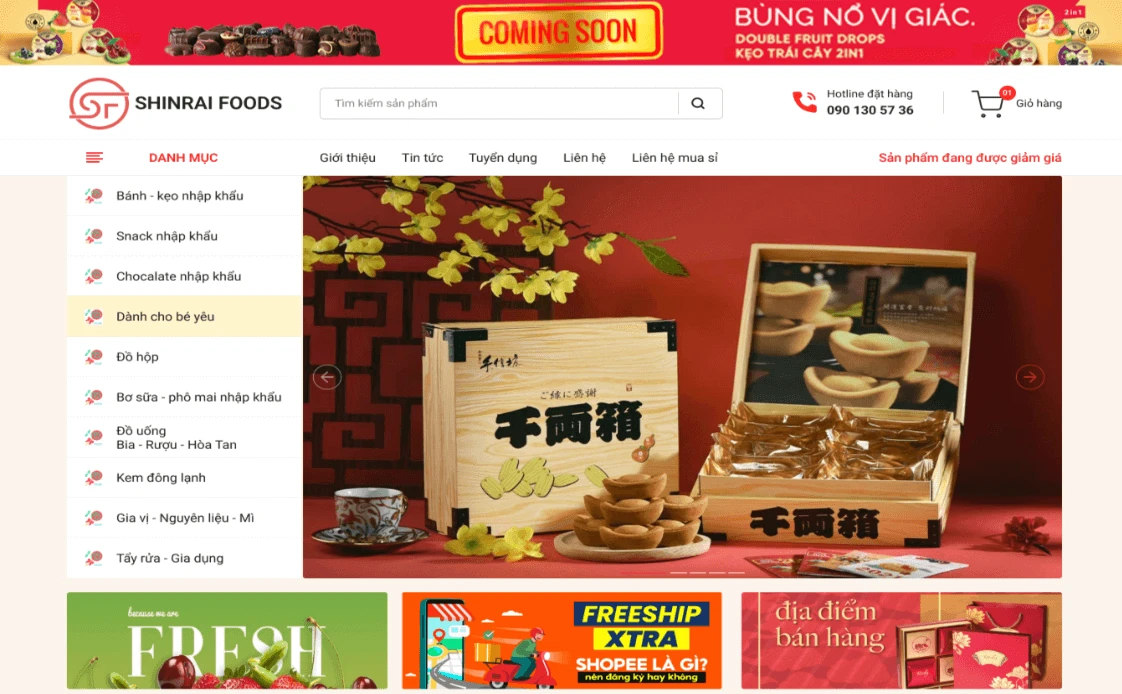 COMING SOON
BÙNG NỔ VỊ GIÁC.
DOUBLE FRUIT DROPS
KẸO TRÁI CÂY 2IN1
2in1
SF
SHINRAI FOODS
Tìm kiếm sản phẩm
Hotline đặt hàng
090 130 57 36
01
Giỏ hàng
DANH MỤC
Giới thiệu
Tin tức
Tuyển dụng
Liên hệ
Liên hệ mua sỉ
Sản phẩm đang được giảm giá
Bánh - kẹo nhập khẩu
Snack nhập khẩu
Chocalate nhập khẩu
Dành cho bé yêu
Đồ hộp
Bơ sữa - phô mai nhập khẩu
Đồ uống
Bia - Rượu - Hòa Tan
Kem đông lạnh
Gia vị - Nguyên liệu - Mì
Tẩy rửa - Gia dụng
手信坊
ご縁に感謝
千両箱
千両箱
because we are
FRESH
FREESHIP
XTRA
SHOPEE LÀ GÌ?
nên đăng ký hay không
địa điểm
bán hàng